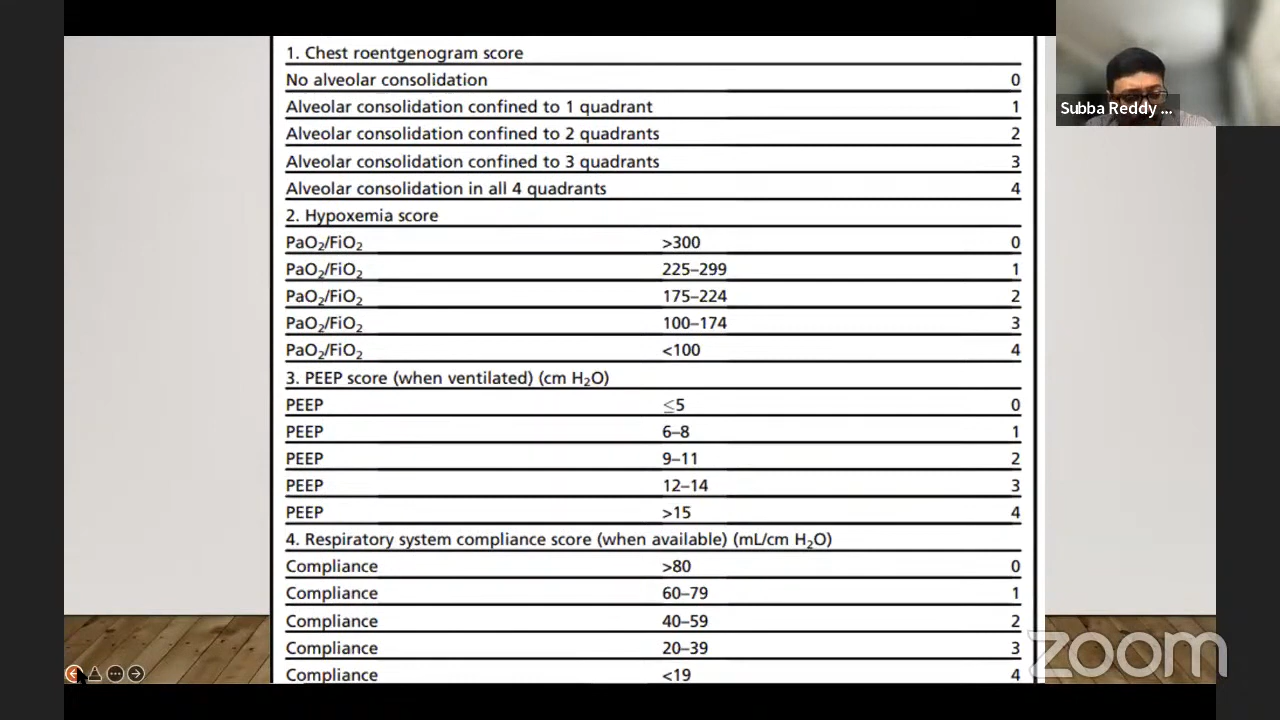 1. Chest roentgenogram score
No alveolar consolidation 0
Alveolar consolidation confined to 1 quadrant 1
Alveolar consolidation confined to 2 quadrants 2
Alveolar consolidation confined to 3 quadrants 3
Alveolar consolidation in all 4 quadrants 4
2. Hypoxemia score
PaO₂/FiO₂ >300 0
PaO₂/FiO₂ 225–299 1
PaO₂/FiO₂ 175–224 2
PaO₂/FiO₂ 100–174 3
PaO₂/FiO₂ <100 4
3. PEEP score (when ventilated) (cm H₂O)
PEEP ≤5 0
PEEP 6–8 1
PEEP 9–11 2
PEEP 12–14 3
PEEP >15 4
4. Respiratory system compliance score (when available) (mL/cm H₂O)
Compliance >80 0
Compliance 60–79 1
Compliance 40–59 2
Compliance 20–39 3
Compliance <19 4
Subba Reddy ...
zoom